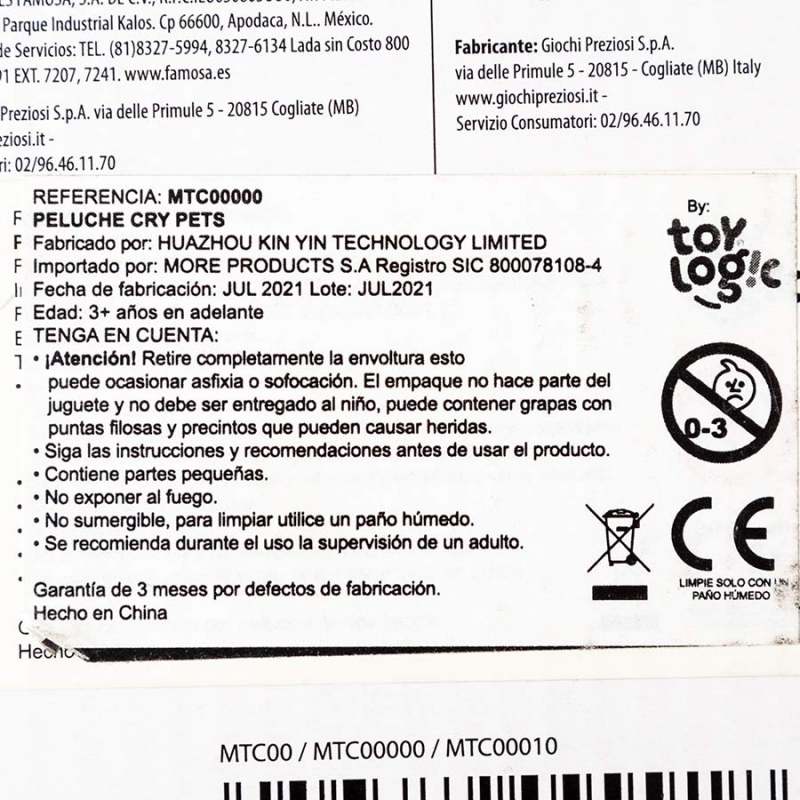 Parque Industrial Kalos. Cp 66600, Apodaca, N.L.. México.
de Servicios: TEL. (81)8327-5994, 8327-6134 Lada sin Costo 800
EXT. 7207, 7241. www.famosa.es
Preziosi S.p.A. via delle Primule 5 - 20815 Cogliate (MB)
eziosi.it -
ri: 02/96.46.11.70
Fabricante: Giochi Preziosi S.p.A.
via delle Primule 5 - 20815 - Cogliate (MB) Italy
www.giochipreziosi.it -
Servizio Consumatori: 02/96.46.11.70
REFERENCIA: MTC00000
PELUCHE CRY PETS
Fabricado por: HUAZHOU KIN YIN TECHNOLOGY LIMITED
Importado por: MORE PRODUCTS S.A Registro SIC 800078108-4
Fecha de fabricación: JUL 2021 Lote: JUL2021
Edad: 3+ años en adelante
TENGA EN CUENTA:
• ¡Atención! Retire completamente la envoltura esto
puede ocasionar asfixia o sofocación. El empaque no hace parte del
juguete y no debe ser entregado al niño, puede contener grapas con
puntas filosas y precintos que pueden causar heridas.
• Siga las instrucciones y recomendaciones antes de usar el producto.
• Contiene partes pequeñas.
• No exponer al fuego.
• No sumergible, para limpiar utilice un paño húmedo.
• Se recomienda durante el uso la supervisión de un adulto.
Garantía de 3 meses por defectos de fabricación.
Hecho en China
Hecho
By:
toy
logic
0-3
CE
LIMPIE SOLO CON UN
PAÑO HÚMEDO
MTC00 / MTC00000 / MTC00010